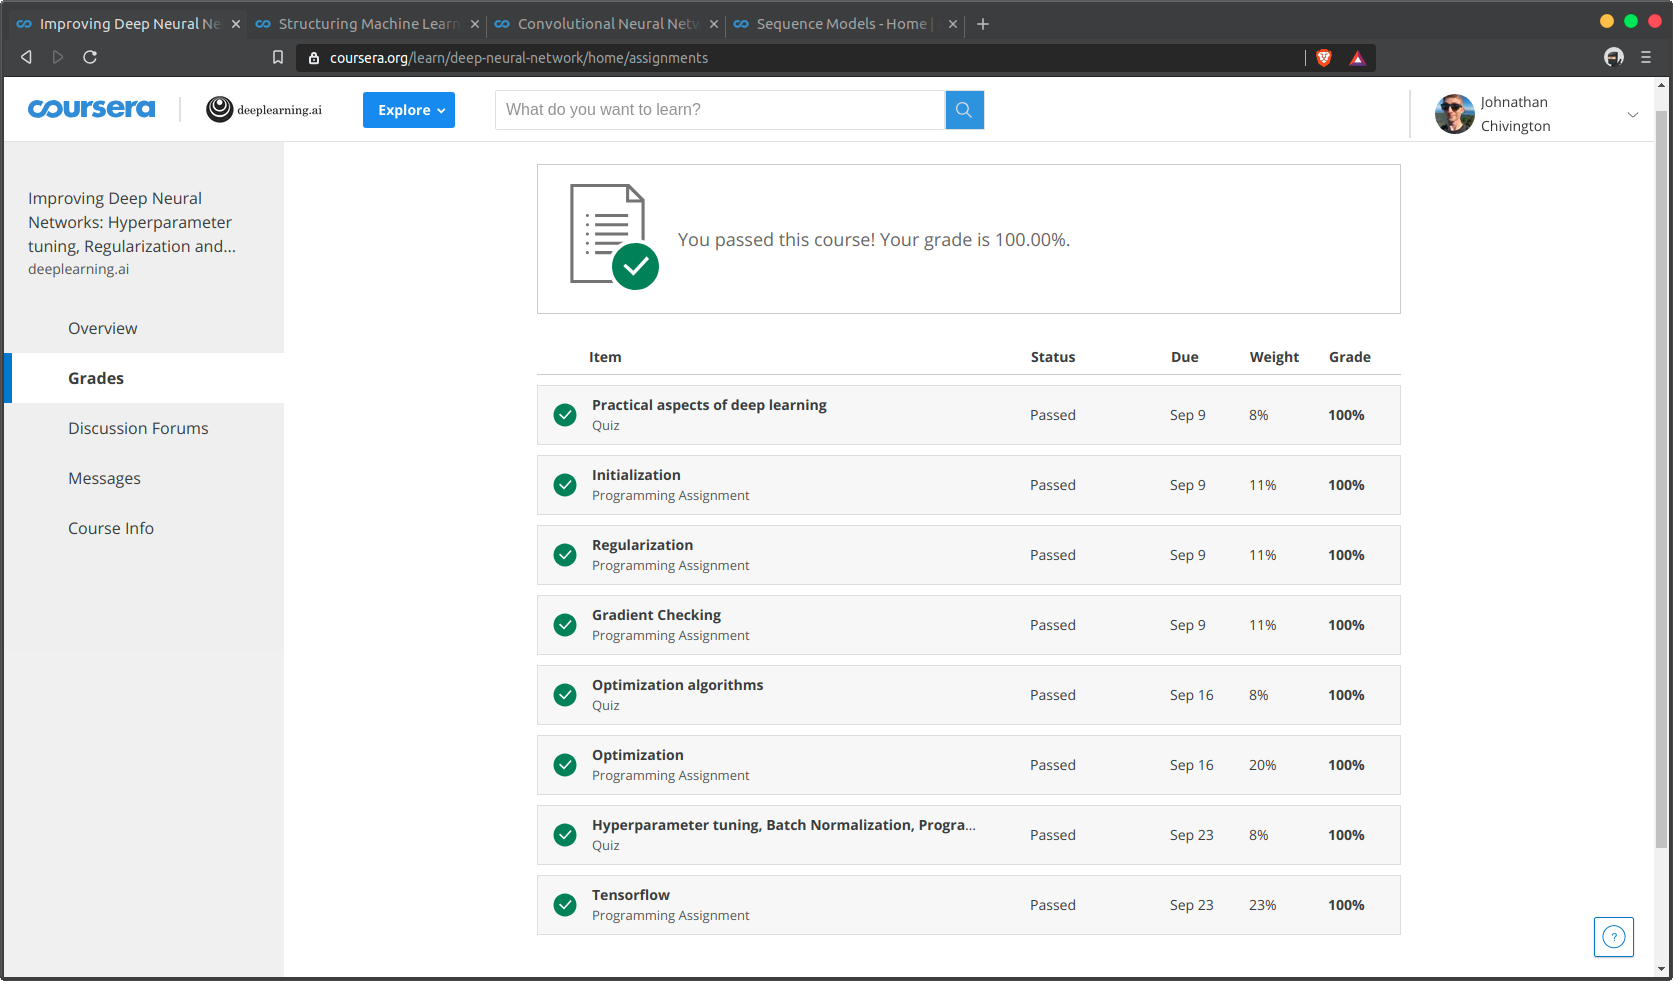 Improving Deep Neural Ne
Structuring Machine Learn
Convolutional Neural Netw
Sequence Models - Home |
coursera.org/learn/deep-neural-network/home/assignments
coursera
deeplearning.ai
Explore
What do you want to learn?
Johnathan
Chivington
Improving Deep Neural
Networks: Hyperparameter
tuning, Regularization and...
deeplearning.ai
Overview
Grades
Discussion Forums
Messages
Course Info
You passed this course! Your grade is 100.00%.
Item Status Due Weight Grade
Practical aspects of deep learning
Quiz
Passed Sep 9 8% 100%
Initialization
Programming Assignment
Passed Sep 9 11% 100%
Regularization
Programming Assignment
Passed Sep 9 11% 100%
Gradient Checking
Programming Assignment
Passed Sep 9 11% 100%
Optimization algorithms
Quiz
Passed Sep 16 8% 100%
Optimization
Programming Assignment
Passed Sep 16 20% 100%
Hyperparameter tuning, Batch Normalization, Progra...
Quiz
Passed Sep 23 8% 100%
Tensorflow
Programming Assignment
Passed Sep 23 23% 100%
?